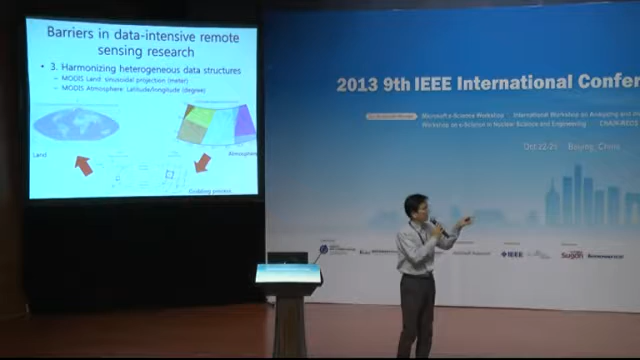 Barriers in data-intensive remote
sensing research
• 3. Harmonizing heterogeneous data structures
– MODIS Land: sinusoidal projection (meter)
– MODIS Atmosphere: Latitude/longitude (degree)
Land
Atmosphere
Gridding process
2013 9th IEEE International Confer
Microsoft e-Science Workshop
International Workshop on Analyzing and
Workshop on e-Science in Nuclear Science and Engineering
Oct 22-25 Beijing, China
IEEE
Sugon